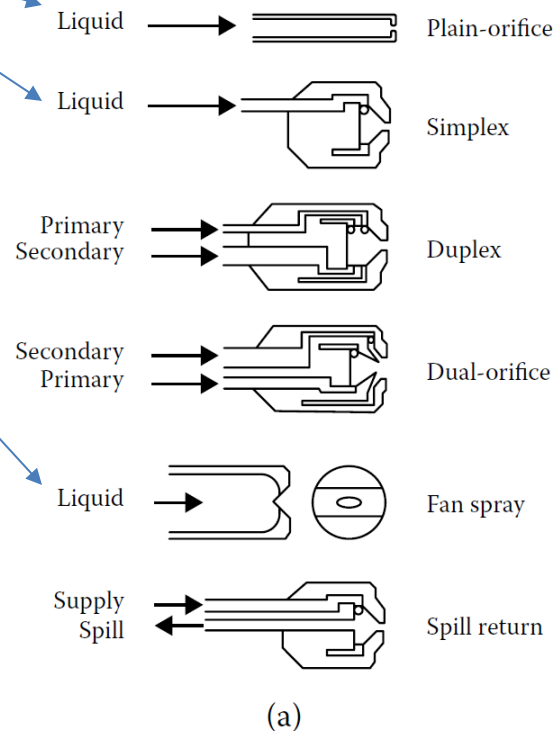 Liquid Plain-orifice
Liquid Simplex
Primary
Secondary Duplex
Secondary
Primary Dual-orifice
Liquid Fan spray
Supply
Spill Spill return
(a)